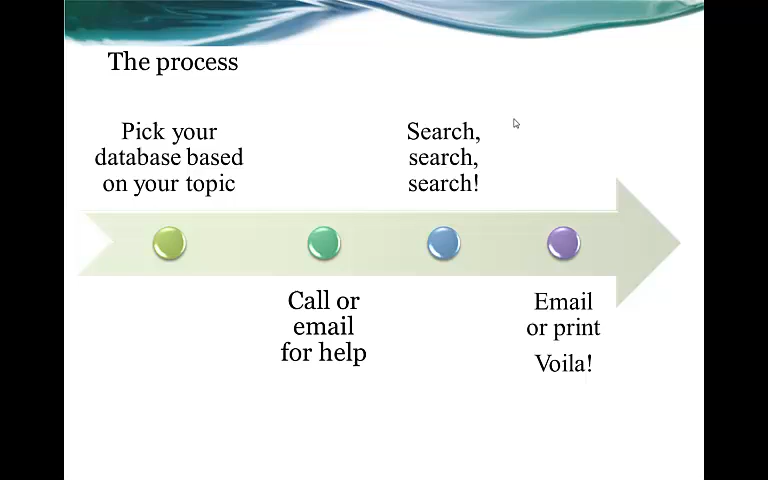 The process
Pick your
database based
on your topic
Call or
email
for help
Search,
search,
search!
Email
or print
Voila!